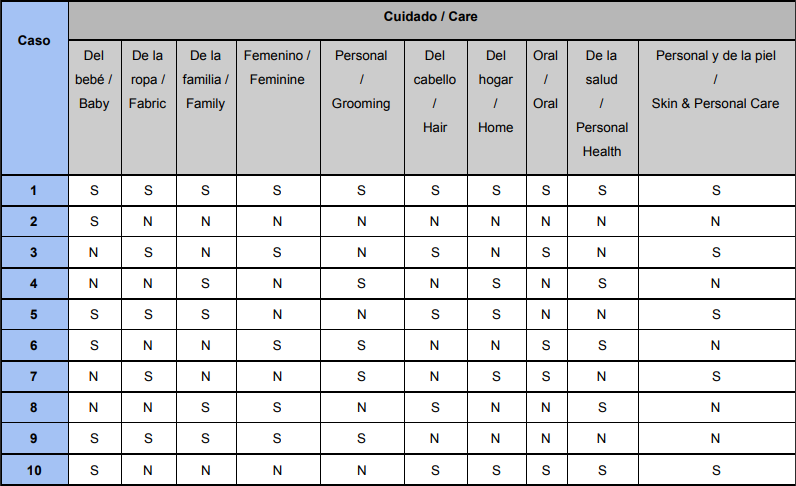 Cuidado / Care
Caso
Del bebé / Baby
De la ropa / Fabric
De la familia / Family
Femenino / Feminine
Personal / Grooming
Del cabello / Hair
Del hogar / Home
Oral / Oral
De la salud / Personal Health
Personal y de la piel / Skin & Personal Care
1 S S S S S S S S S S
2 S N N N N N N N N N
3 N S N S N S N S N S
4 N N S N S N S N S N
5 S S S N N S S N N S
6 S N N S S N N S S N
7 N S N N S N S S N S
8 N N S S N S N N S N
9 S S S S S N N N N N
10 S N N N N S S S S S